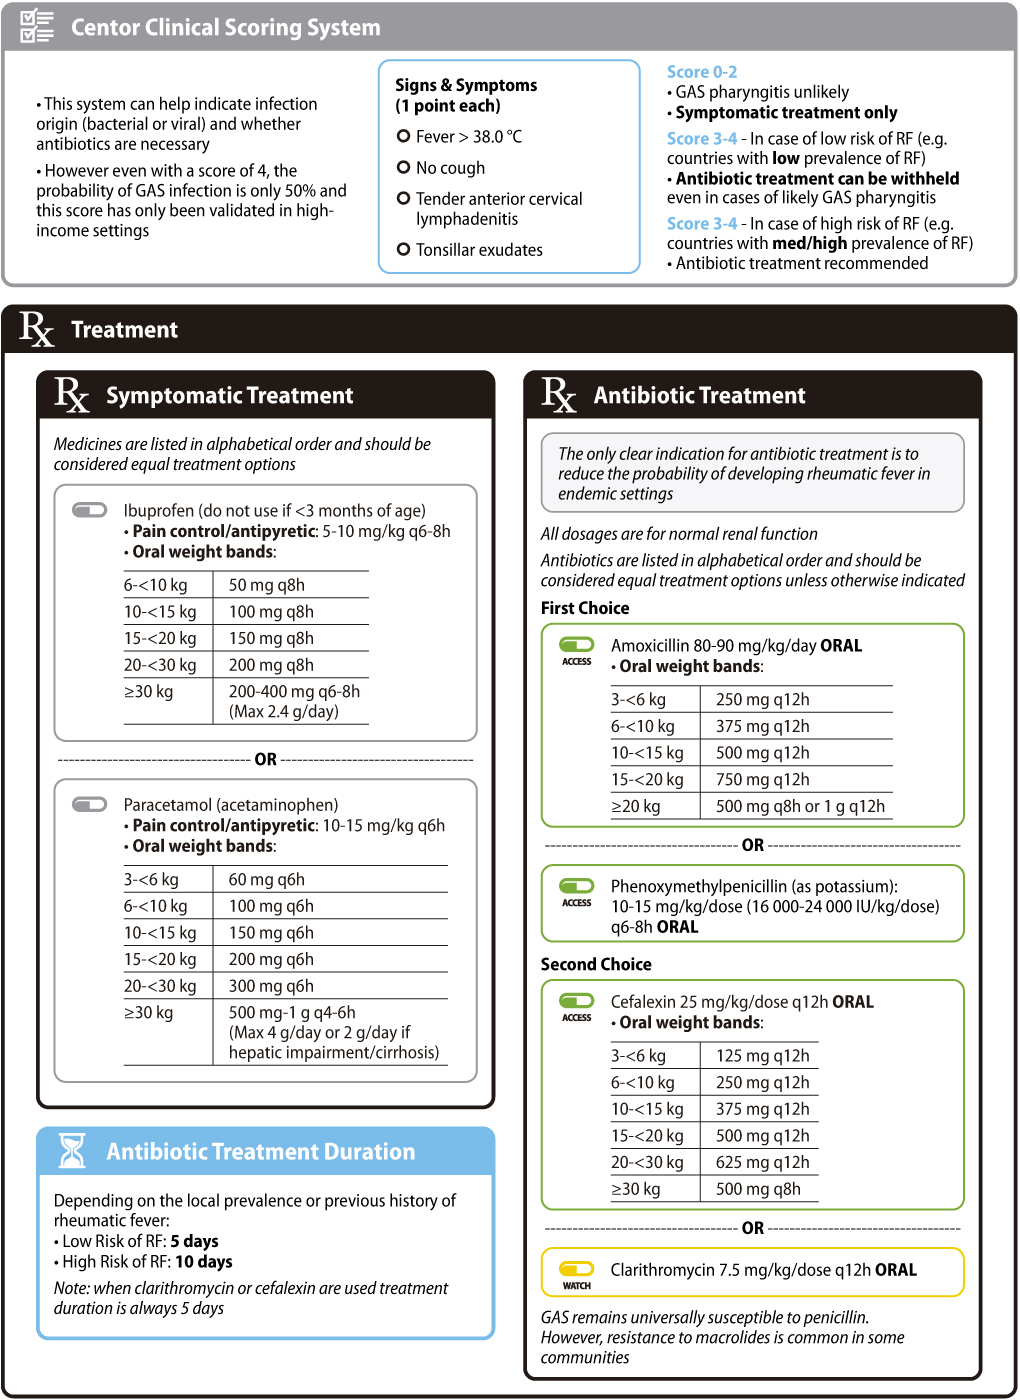 Centor Clinical Scoring System
• This system can help indicate infection
origin (bacterial or viral) and whether
antibiotics are necessary
• However even with a score of 4, the
probability of GAS infection is only 50% and
this score has only been validated in high-
income settings
Signs & Symptoms
(1 point each)
Fever > 38.0 °C
No cough
Tender anterior cervical
lymphadenitis
Tonsillar exudates
Score 0-2
• GAS pharyngitis unlikely
• Symptomatic treatment only
Score 3-4 - In case of low risk of RF (e.g.
countries with low prevalence of RF)
• Antibiotic treatment can be withheld
even in cases of likely GAS pharyngitis
Score 3-4 - In case of high risk of RF (e.g.
countries with med/high prevalence of RF)
• Antibiotic treatment recommended
Rx Treatment
Rx Symptomatic Treatment
Medicines are listed in alphabetical order and should be
considered equal treatment options
Ibuprofen (do not use if <3 months of age)
• Pain control/antipyretic: 5-10 mg/kg q6-8h
• Oral weight bands:
6-<10 kg 50 mg q8h
10-<15 kg 100 mg q8h
15-<20 kg 150 mg q8h
20-<30 kg 200 mg q8h
≥30 kg 200-400 mg q6-8h
(Max 2.4 g/day)
OR
Paracetamol (acetaminophen)
• Pain control/antipyretic: 10-15 mg/kg q6h
• Oral weight bands:
3-<6 kg 60 mg q6h
6-<10 kg 100 mg q6h
10-<15 kg 150 mg q6h
15-<20 kg 200 mg q6h
20-<30 kg 300 mg q6h
≥30 kg 500 mg-1 g q4-6h
(Max 4 g/day or 2 g/day if
hepatic impairment/cirrhosis)
Antibiotic Treatment Duration
Depending on the local prevalence or previous history of
rheumatic fever:
• Low Risk of RF: 5 days
• High Risk of RF: 10 days
Note: when clarithromycin or cefalexin are used treatment
duration is always 5 days
Rx Antibiotic Treatment
The only clear indication for antibiotic treatment is to
reduce the probability of developing rheumatic fever in
endemic settings
All dosages are for normal renal function
Antibiotics are listed in alphabetical order and should be
considered equal treatment options unless otherwise indicated
First Choice
Amoxicillin 80-90 mg/kg/day ORAL
ACCESS
• Oral weight bands:
3-<6 kg 250 mg q12h
6-<10 kg 375 mg q12h
10-<15 kg 500 mg q12h
15-<20 kg 750 mg q12h
≥20 kg 500 mg q8h or 1 g q12h
OR
Phenoxymethylpenicillin (as potassium):
ACCESS
10-15 mg/kg/dose (16 000-24 000 IU/kg/dose)
q6-8h ORAL
Second Choice
Cefalexin 25 mg/kg/dose q12h ORAL
ACCESS
• Oral weight bands:
3-<6 kg 125 mg q12h
6-<10 kg 250 mg q12h
10-<15 kg 375 mg q12h
15-<20 kg 500 mg q12h
20-<30 kg 625 mg q12h
≥30 kg 500 mg q8h
OR
Clarithromycin 7.5 mg/kg/dose q12h ORAL
WATCH
GAS remains universally susceptible to penicillin.
However, resistance to macrolides is common in some
communities